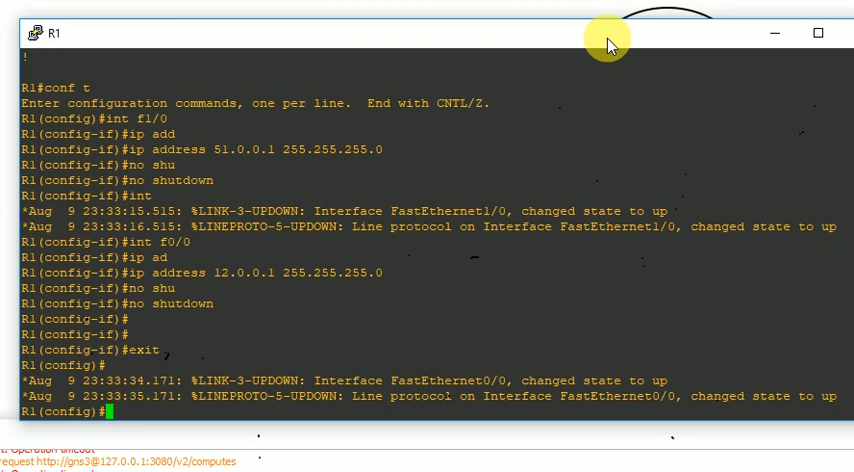 R1
!
R1#conf t
Enter configuration commands, one per line.  End with CNTL/Z.
R1(config)#int f1/0
R1(config-if)#ip add
R1(config-if)#ip address 51.0.0.1 255.255.255.0
R1(config-if)#no shu
R1(config-if)#no shutdown
R1(config-if)#int
*Aug  9 23:33:15.515: %LINK-3-UPDOWN: Interface FastEthernet1/0, changed state to up
*Aug  9 23:33:16.515: %LINEPROTO-5-UPDOWN: Line protocol on Interface FastEthernet1/0, changed state to up
R1(config-if)#int f0/0
R1(config-if)#ip ad
R1(config-if)#ip address 12.0.0.1 255.255.255.0
R1(config-if)#no shu
R1(config-if)#no shutdown
R1(config-if)#
R1(config-if)#
R1(config-if)#exit
R1(config)#
*Aug  9 23:33:34.171: %LINK-3-UPDOWN: Interface FastEthernet0/0, changed state to up
*Aug  9 23:33:35.171: %LINEPROTO-5-UPDOWN: Line protocol on Interface FastEthernet0/0, changed state to up
R1(config)#
Operation timeout
request http://gns3@127.0.0.1:3080/v2/computes